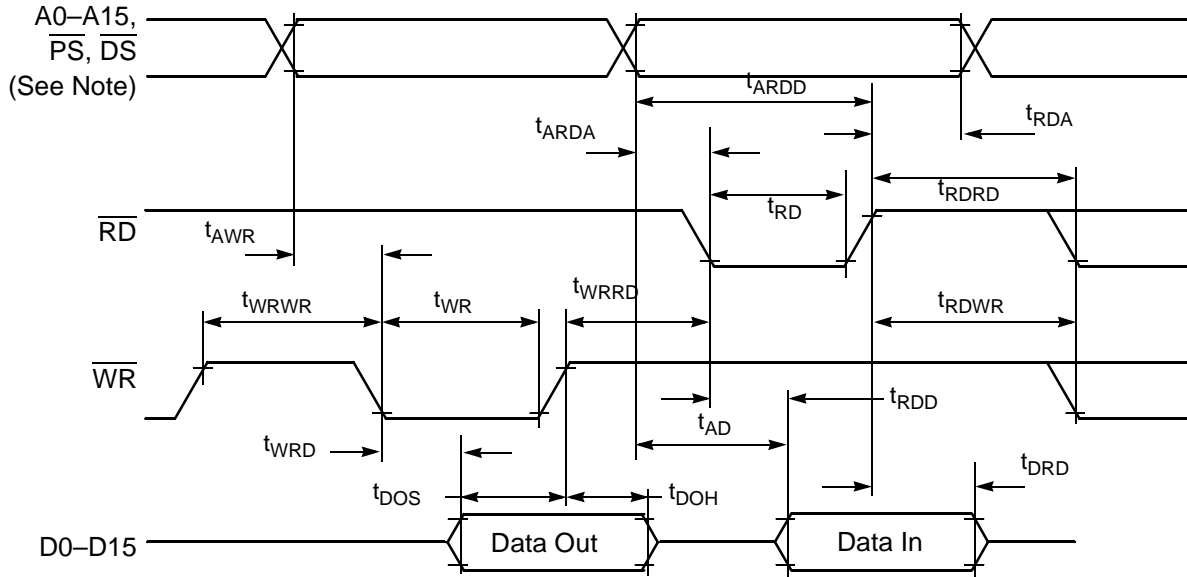 A0–A15,
PS, DS
(See Note)
tARDD
tRDA
tARDA
tRDRD
tRD
RD
tAWR
tWRWR
tWR
tWRRD
tRDWR
WR
tRDD
tAD
tWRD
tDRD
tDOS
tDOH
D0–D15
Data Out
Data In